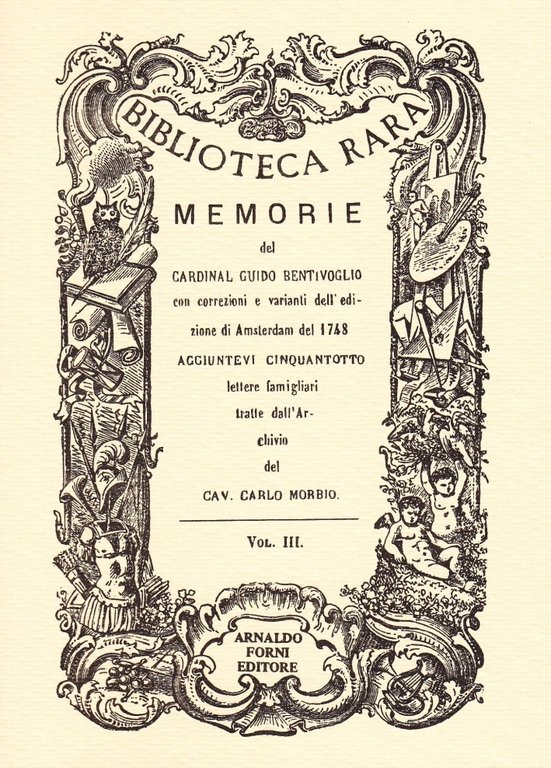 BIBLIOTECA RARA
MEMORIE
del
CARDINAL GUIDO BENTIVOGLIO
con correzioni e varianti dell' edi-
zione di Amsterdam del 1748
AGGIUNTEVI CINQUANTOTTO
lettere famigliari
tratte dall'Ar-
chivio
del
CAV. CARLO MORBIO.
VOL. III.
ARNALDO
FORNI
EDITORE